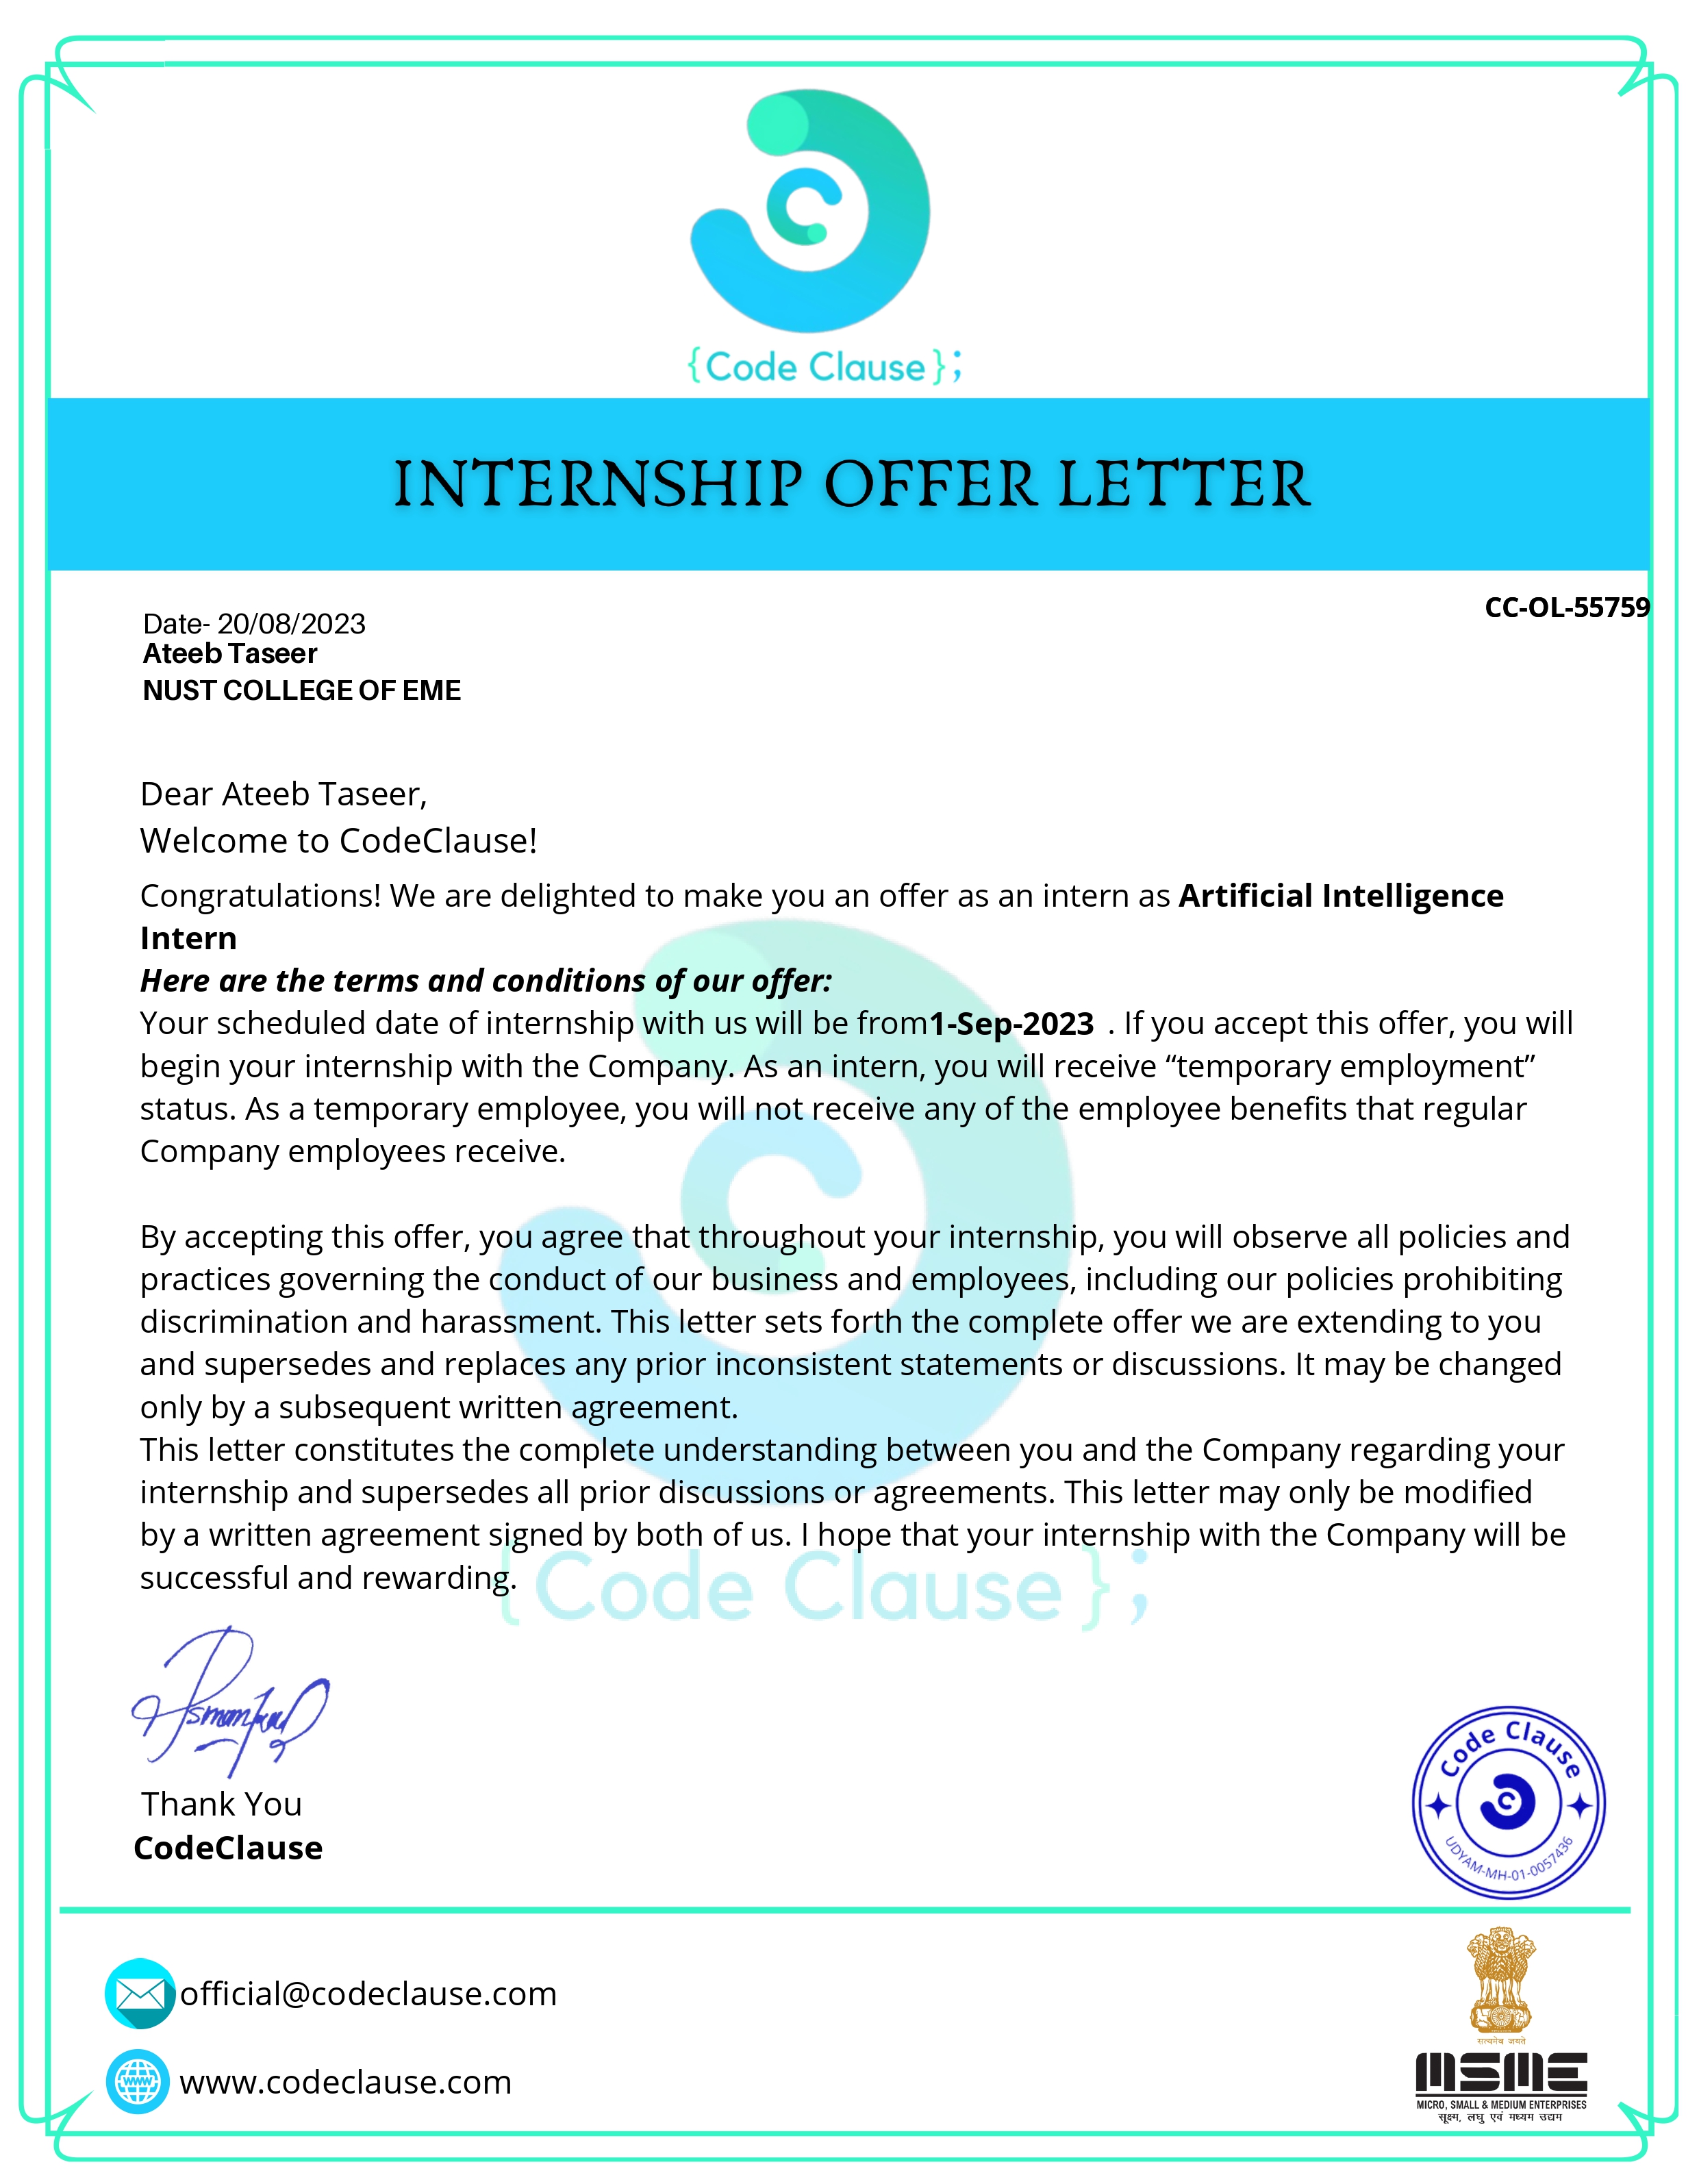 {Code Clause};
INTERNSHIP OFFER LETTER
CC-OL-55759
Date- 20/08/2023
Ateeb Taseer
NUST COLLEGE OF EME
Dear Ateeb Taseer,
Welcome to CodeClause!
Congratulations! We are delighted to make you an offer as an intern as Artificial Intelligence
Intern
Here are the terms and conditions of our offer:
Your scheduled date of internship with us will be from1-Sep-2023 . If you accept this offer, you will
begin your internship with the Company. As an intern, you will receive “temporary employment”
status. As a temporary employee, you will not receive any of the employee benefits that regular
Company employees receive.
By accepting this offer, you agree that throughout your internship, you will observe all policies and
practices governing the conduct of our business and employees, including our policies prohibiting
discrimination and harassment. This letter sets forth the complete offer we are extending to you
and supersedes and replaces any prior inconsistent statements or discussions. It may be changed
only by a subsequent written agreement.
This letter constitutes the complete understanding between you and the Company regarding your
internship and supersedes all prior discussions or agreements. This letter may only be modified
by a written agreement signed by both of us. I hope that your internship with the Company will be
successful and rewarding.
{Code Clause};
Thank You
CodeClause
Code Clause
UDYAM-MH-01-0057436
official@codeclause.com
www.codeclause.com
WWW
सत्यमेव जयते
MSME
MICRO, SMALL & MEDIUM ENTERPRISES
सूक्ष्म, लघु एवं मध्यम उद्यम